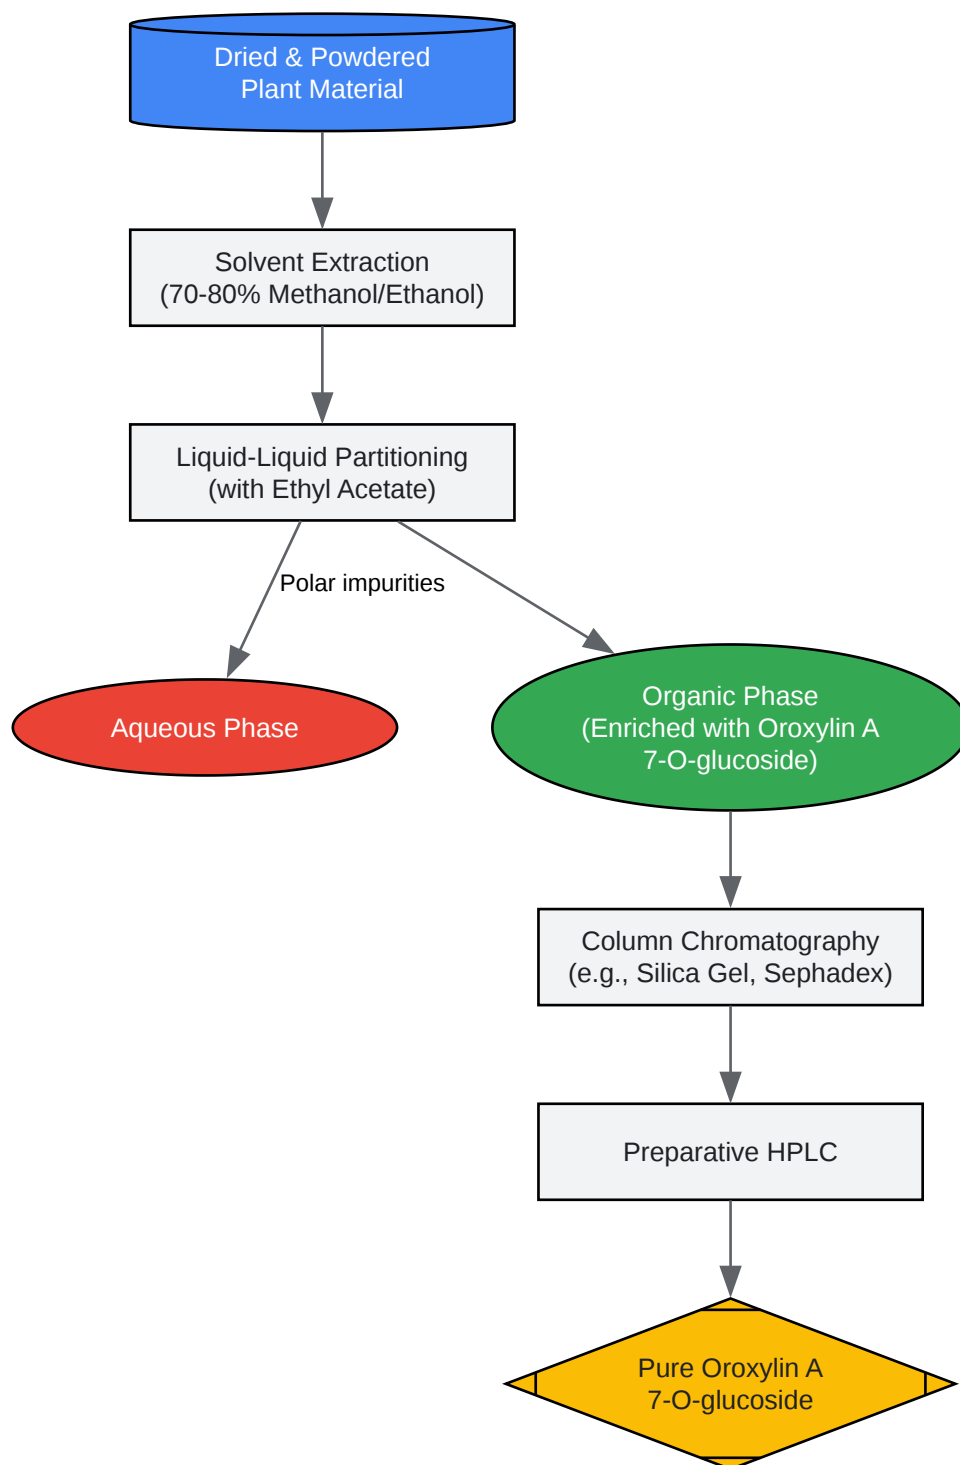 Dried & Powdered
Plant Material
Solvent Extraction
(70-80% Methanol/Ethanol)
Liquid-Liquid Partitioning
(with Ethyl Acetate)
Polar impurities
Aqueous Phase
Organic Phase
(Enriched with Oroxylin A
7-O-glucoside)
Column Chromatography
(e.g., Silica Gel, Sephadex)
Preparative HPLC
Pure Oroxylin A
7-O-glucoside